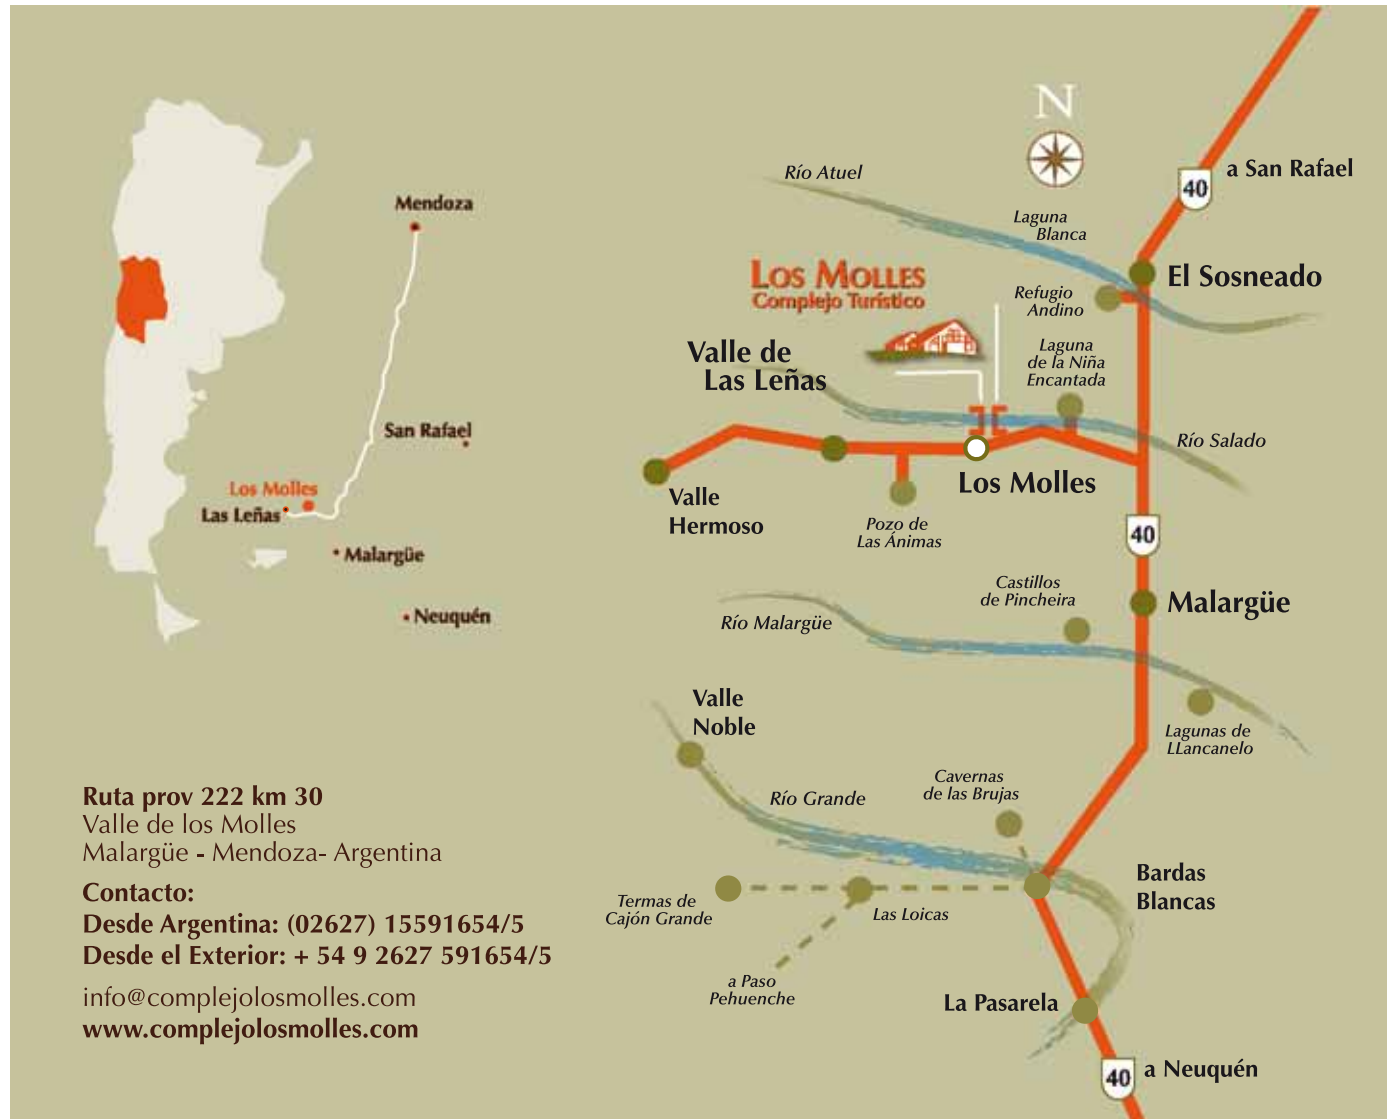 Mendoza
San Rafael
Los Molles
Las Leñas
Malargüe
Neuquén
Ruta prov 222 km 30
Valle de los Molles
Malargüe - Mendoza- Argentina
Contacto:
Desde Argentina: (02627) 15591654/5
Desde el Exterior: + 54 9 2627 591654/5
info@complejolosmolles.com
www.complejolosmolles.com
N
a San Rafael
40
Río Atuel
Laguna
Blanca
El Sosneado
LOS MOLLES
Complejo Turístico
Refugio
Andino
Laguna
de la Niña
Encantada
Valle de
Las Leñas
Río Salado
Los Molles
Valle
Hermoso
Pozo de
Las Ánimas
40
Castillos
de Pincheira
Malargüe
Río Malargüe
Valle
Noble
Lagunas de
LLancanelo
Cavernas
de las Brujas
Río Grande
Bardas
Blancas
Termas de
Cajón Grande
Las Loicas
a Paso
Pehuenche
La Pasarela
40
a Neuquén